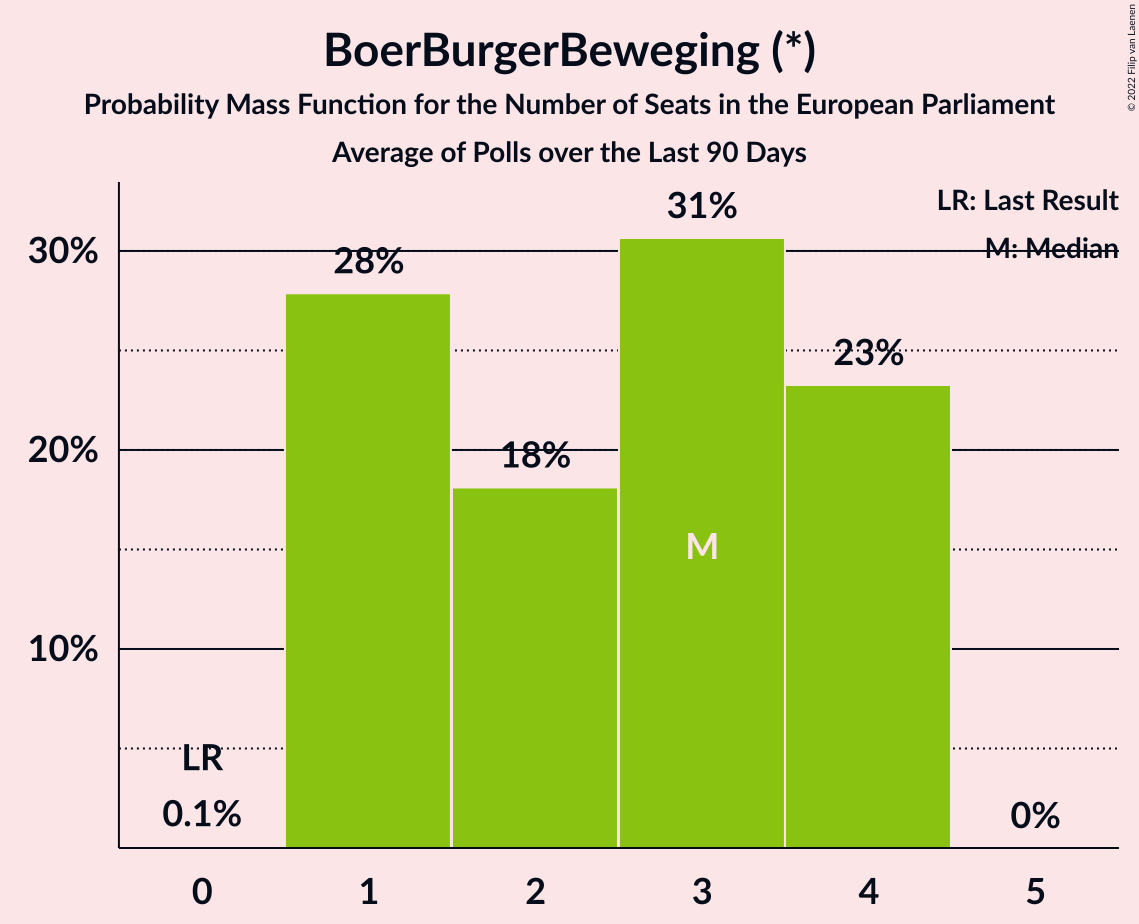 BoerBurgerBeweging (*)
Probability Mass Function for the Number of Seats in the European Parliament
Average of Polls over the Last 90 Days
© 2022 Filip van Laenen
LR: Last Result
M: Median
31%
30%
28%
23%
20%
18%
M
10%
LR
0.1%
0%
0 1 2 3 4 5